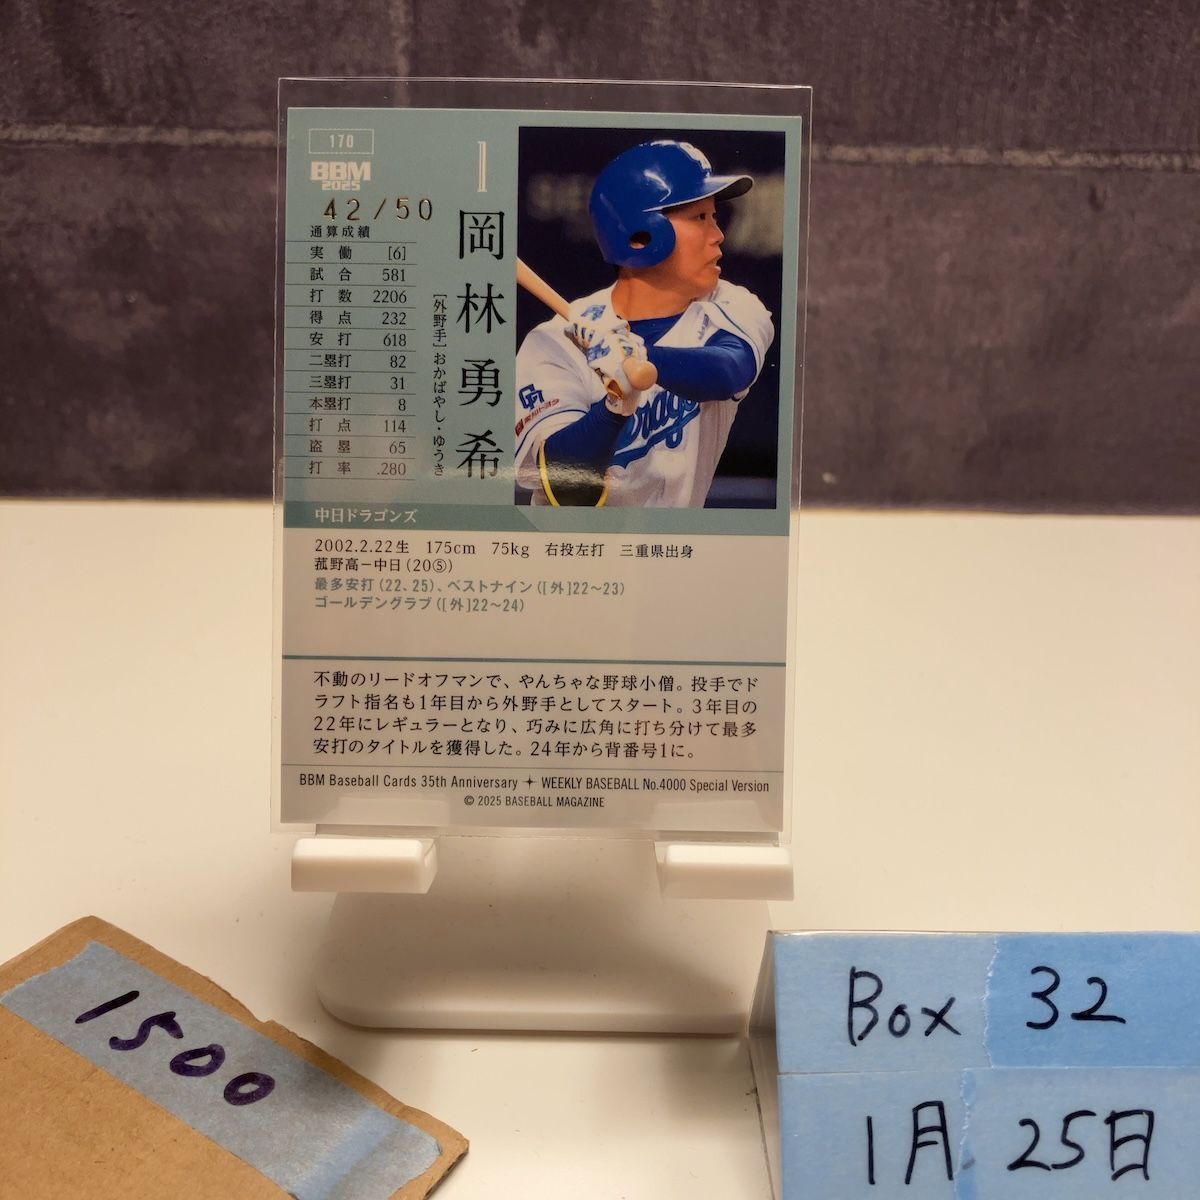 170
BBM
2025
42/50
通算成績
実働 [6]
試合 581
打数 2206
得点 232
安打 618
二塁打 82
三塁打 31
本塁打 8
打点 114
盗塁 65
打率 .280
1
岡林勇希
[外野手] おかばやし・ゆうき
CD
Dragons
中日ドラゴンズ
2002.2.22生 175cm 75kg 右投左打 三重県出身
菰野高－中日(20⑤)
最多安打(22、25)、ベストナイン([外]22～23)
ゴールデングラブ([外]22～24)
不動のリードオフマンで、やんちゃな野球小僧。投手でド
ラフト指名も1年目から外野手としてスタート。3年目の
22年にレギュラーとなり、巧みに広角に打ち分けて最多
安打のタイトルを獲得した。24年から背番号1に。
BBM Baseball Cards 35th Anniversary ✦ WEEKLY BASEBALL No.4000 Special Version
© 2025 BASEBALL MAGAZINE
1500
Box 32
1月25日